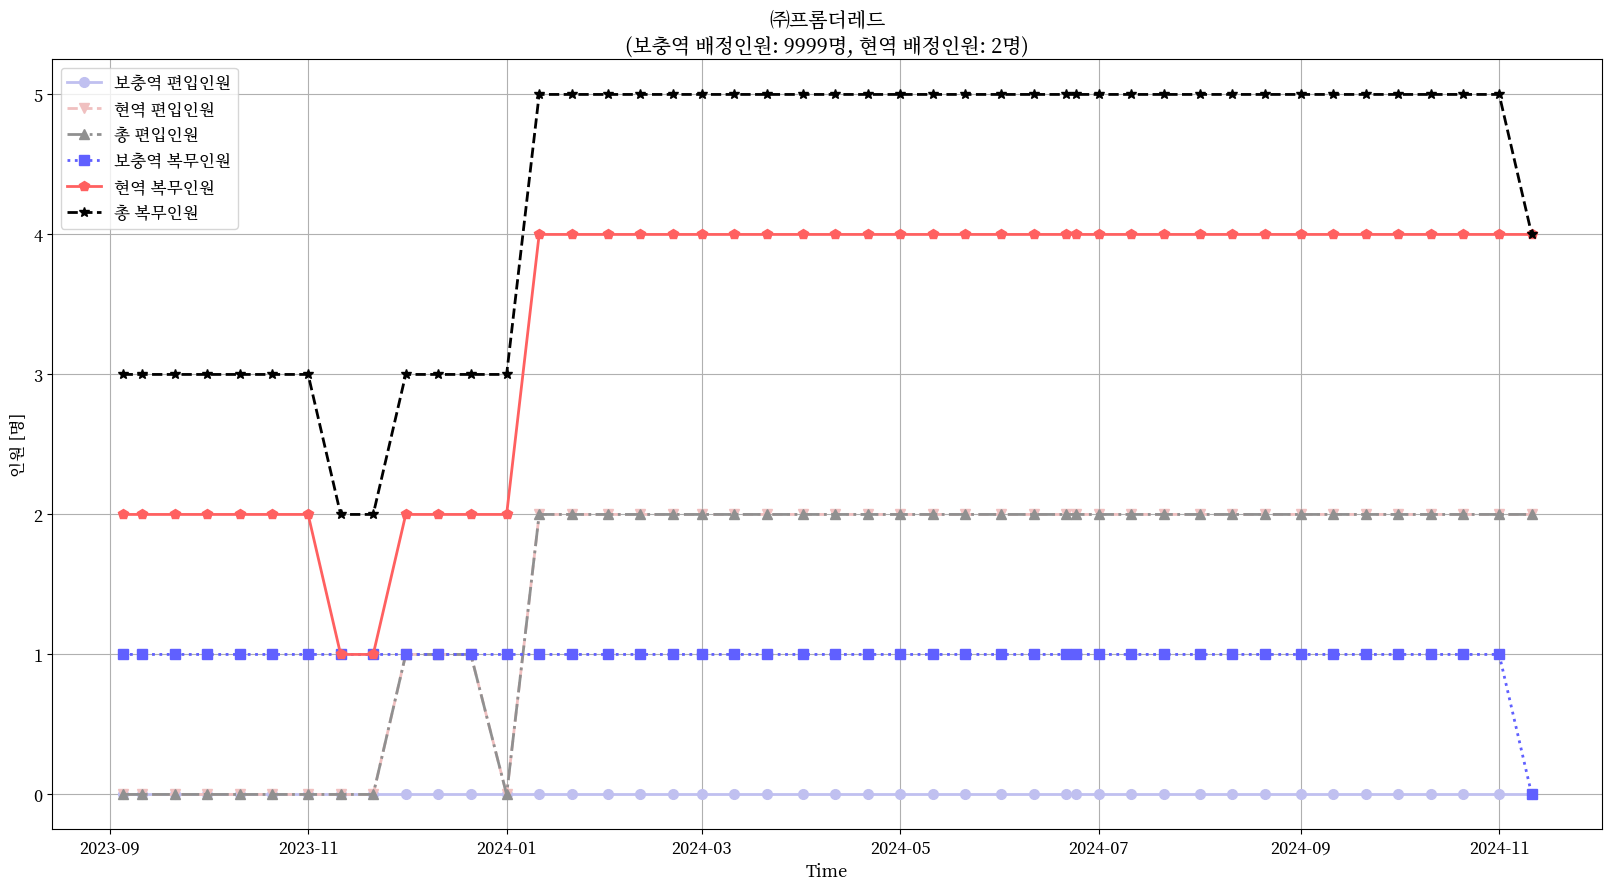 ㈜프롬더레드
(보충역 배정인원: 9999명, 현역 배정인원: 2명)
보충역 편입인원
현역 편입인원
총 편입인원
보충역 복무인원
현역 복무인원
총 복무인원
5
4
3
2
1
0
인원 [명]
2023-09
2023-11
2024-01
2024-03
2024-05
2024-07
2024-09
2024-11
Time